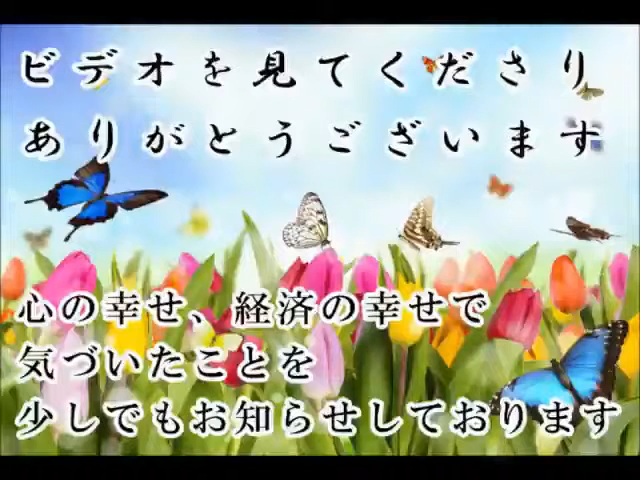 ビデオを見てくださり
ありがとうございます
心の幸せ、経済の幸せで
気づいたことを
少しでもお知らせしております